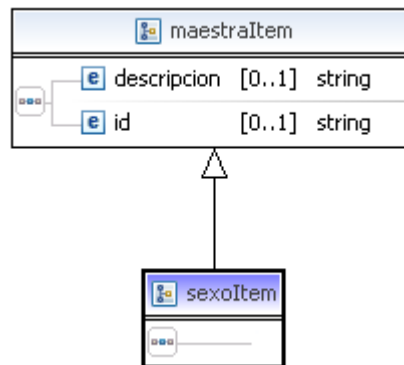 maestraItem
e descripcion [0..1] string
e id [0..1] string
sexoItem